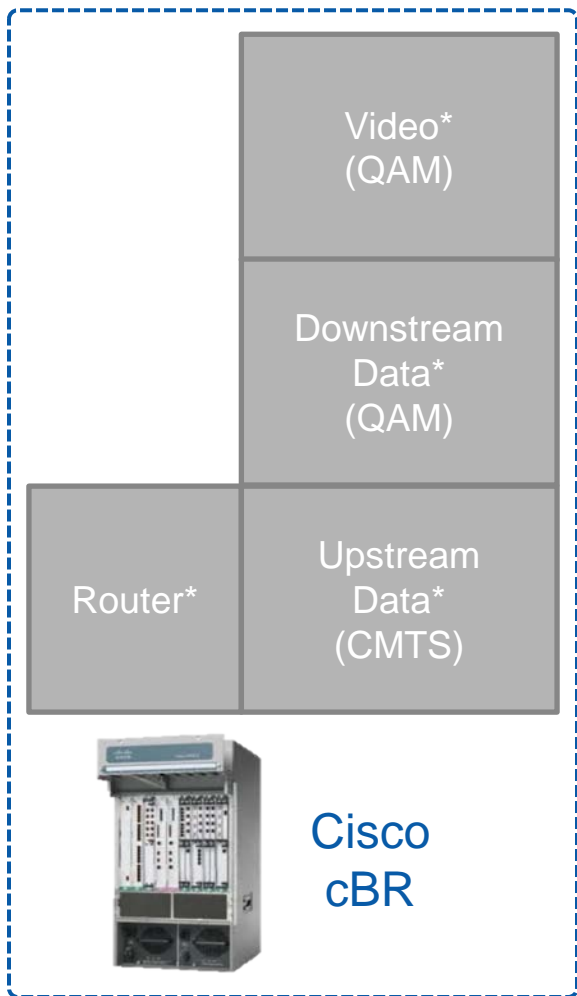 Video*
(QAM)
Downstream
Data*
(QAM)
Router*
Upstream
Data*
(CMTS)
Cisco
cBR